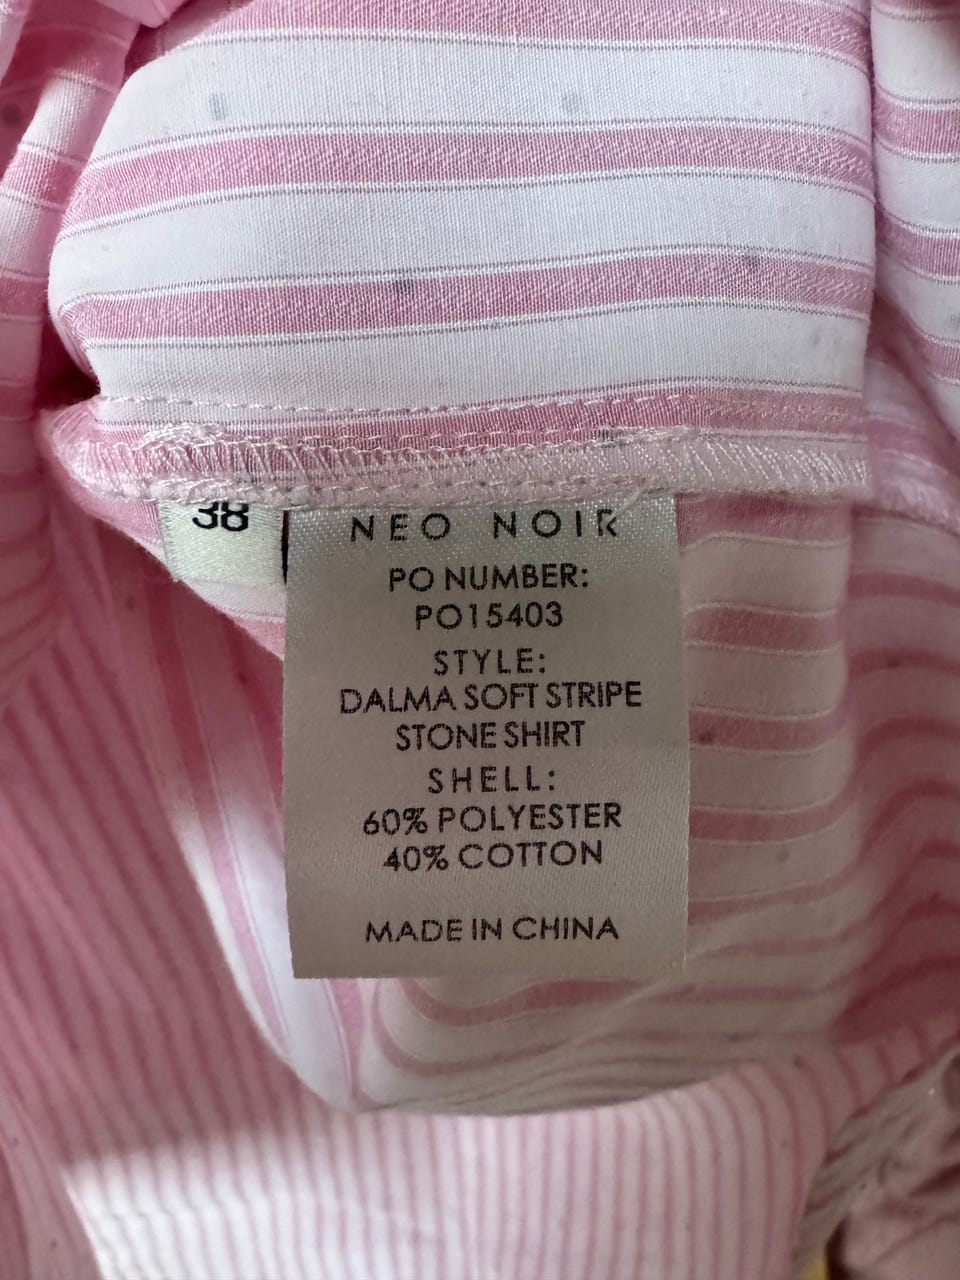 38
NEO NOIR
PO NUMBER:
PO15403
STYLE:
DALMA SOFT STRIPE
STONE SHIRT
SHELL:
60% POLYESTER
40% COTTON
MADE IN CHINA